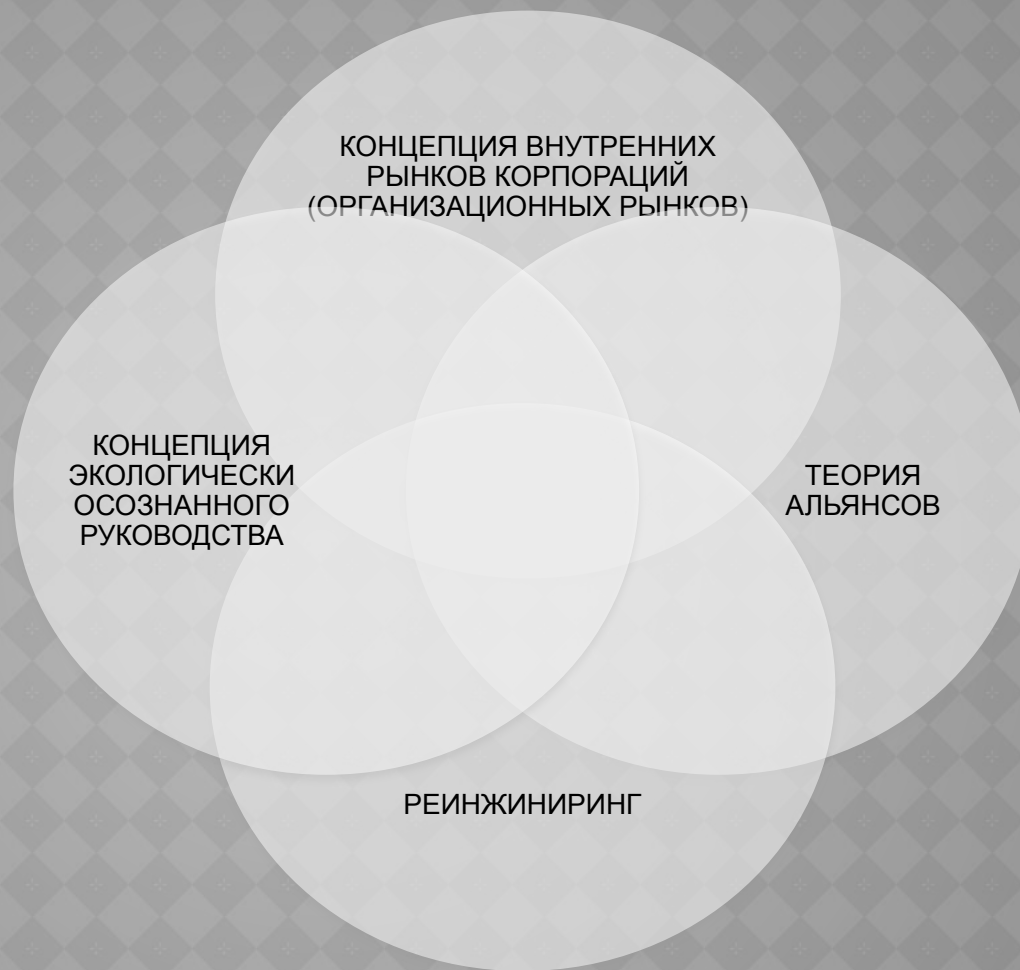 КОНЦЕПЦИЯ ВНУТРЕННИХ
РЫНКОВ КОРПОРАЦИЙ
(ОРГАНИЗАЦИОННЫХ РЫНКОВ)
КОНЦЕПЦИЯ
ЭКОЛОГИЧЕСКИ
ОСОЗНАННОГО
РУКОВОДСТВА
ТЕОРИЯ
АЛЬЯНСОВ
РЕИНЖИНИРИНГ